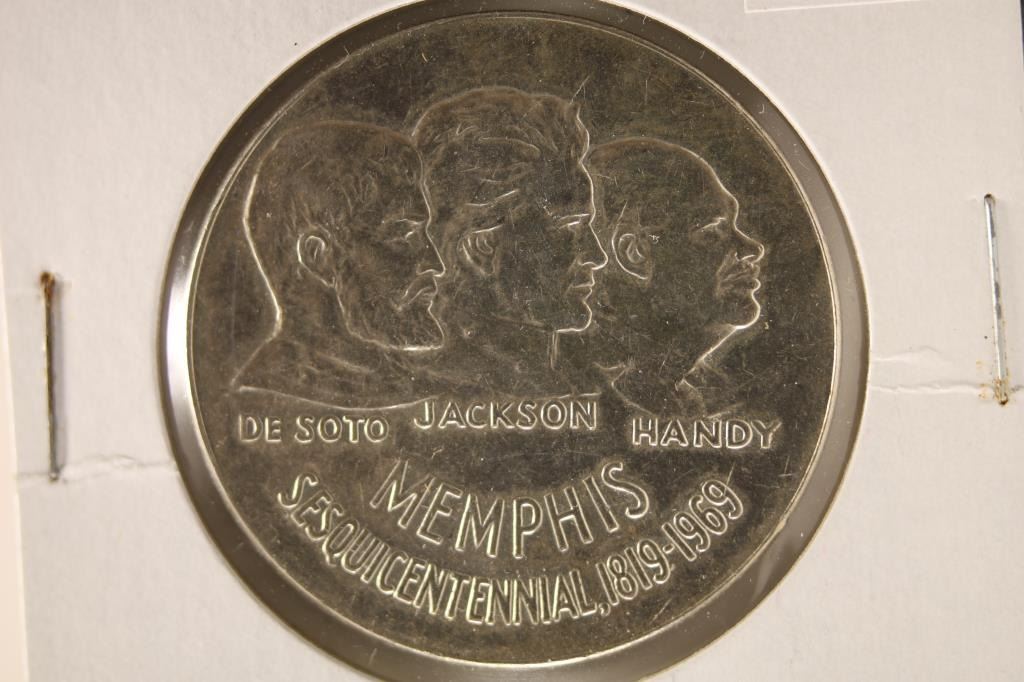 DE SOTO JACKSON HANDY
MEMPHIS
SESQUICENTENNIAL, 1819-1969